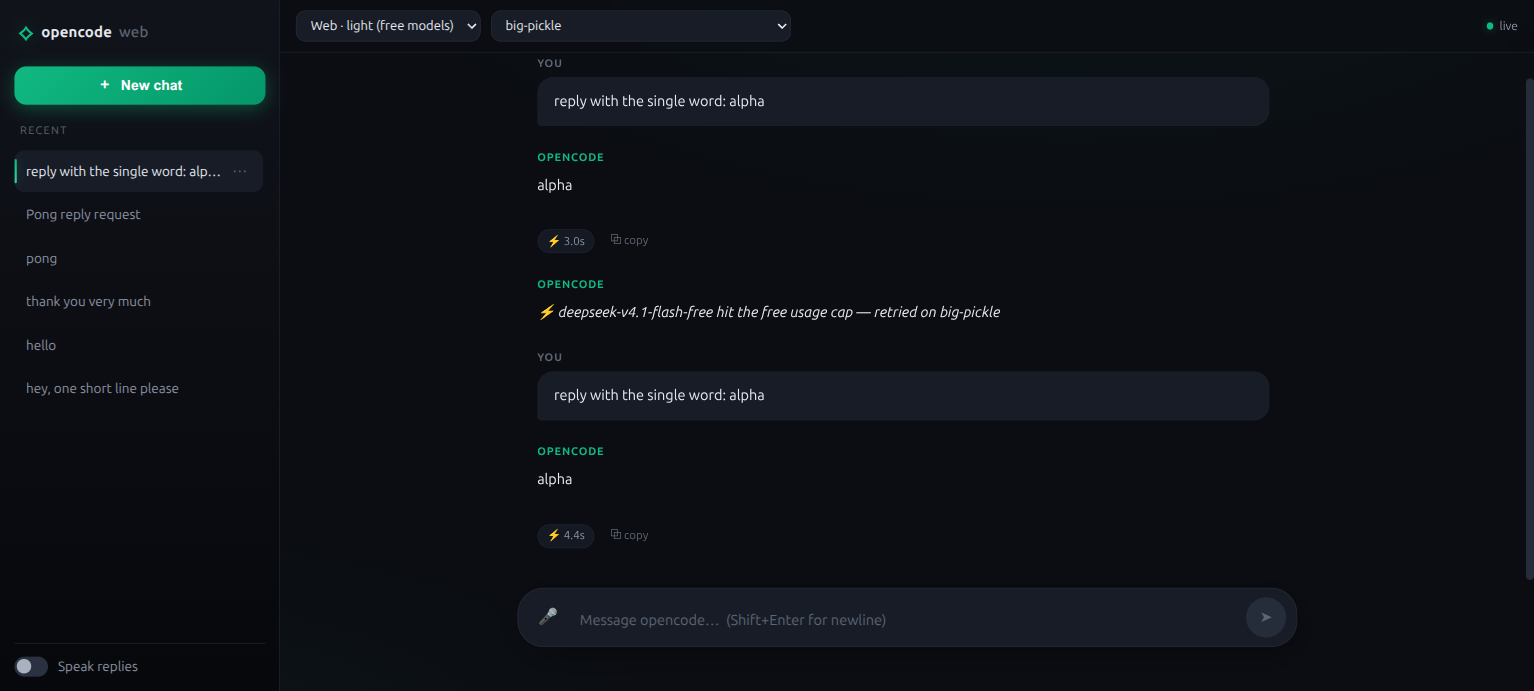 opencode web
+ New chat
RECENT
reply with the single word: alp… ···
Pong reply request
pong
thank you very much
hello
hey, one short line please
Speak replies
Web · light (free models)
big-pickle
live
YOU
reply with the single word: alpha
OPENCODE
alpha
⚡ 3.0s copy
OPENCODE
⚡ deepseek-v4.1-flash-free hit the free usage cap — retried on big-pickle
YOU
reply with the single word: alpha
OPENCODE
alpha
⚡ 4.4s copy
Message opencode… (Shift+Enter for newline)